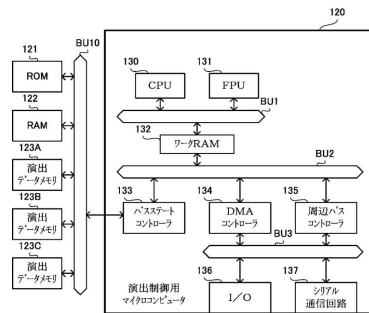 120
121
ROM
BU10
122
RAM
123A
演出
データメモリ
123B
演出
データメモリ
123C
演出
データメモリ
130
CPU
131
FPU
BU1
132
ワークRAM
BU2
133
バスステート
コントローラ
134
DMA
コントローラ
135
周辺バス
コントローラ
BU3
136
I/O
137
シリアル
通信回路
演出制御用
マイクロコンピュータ